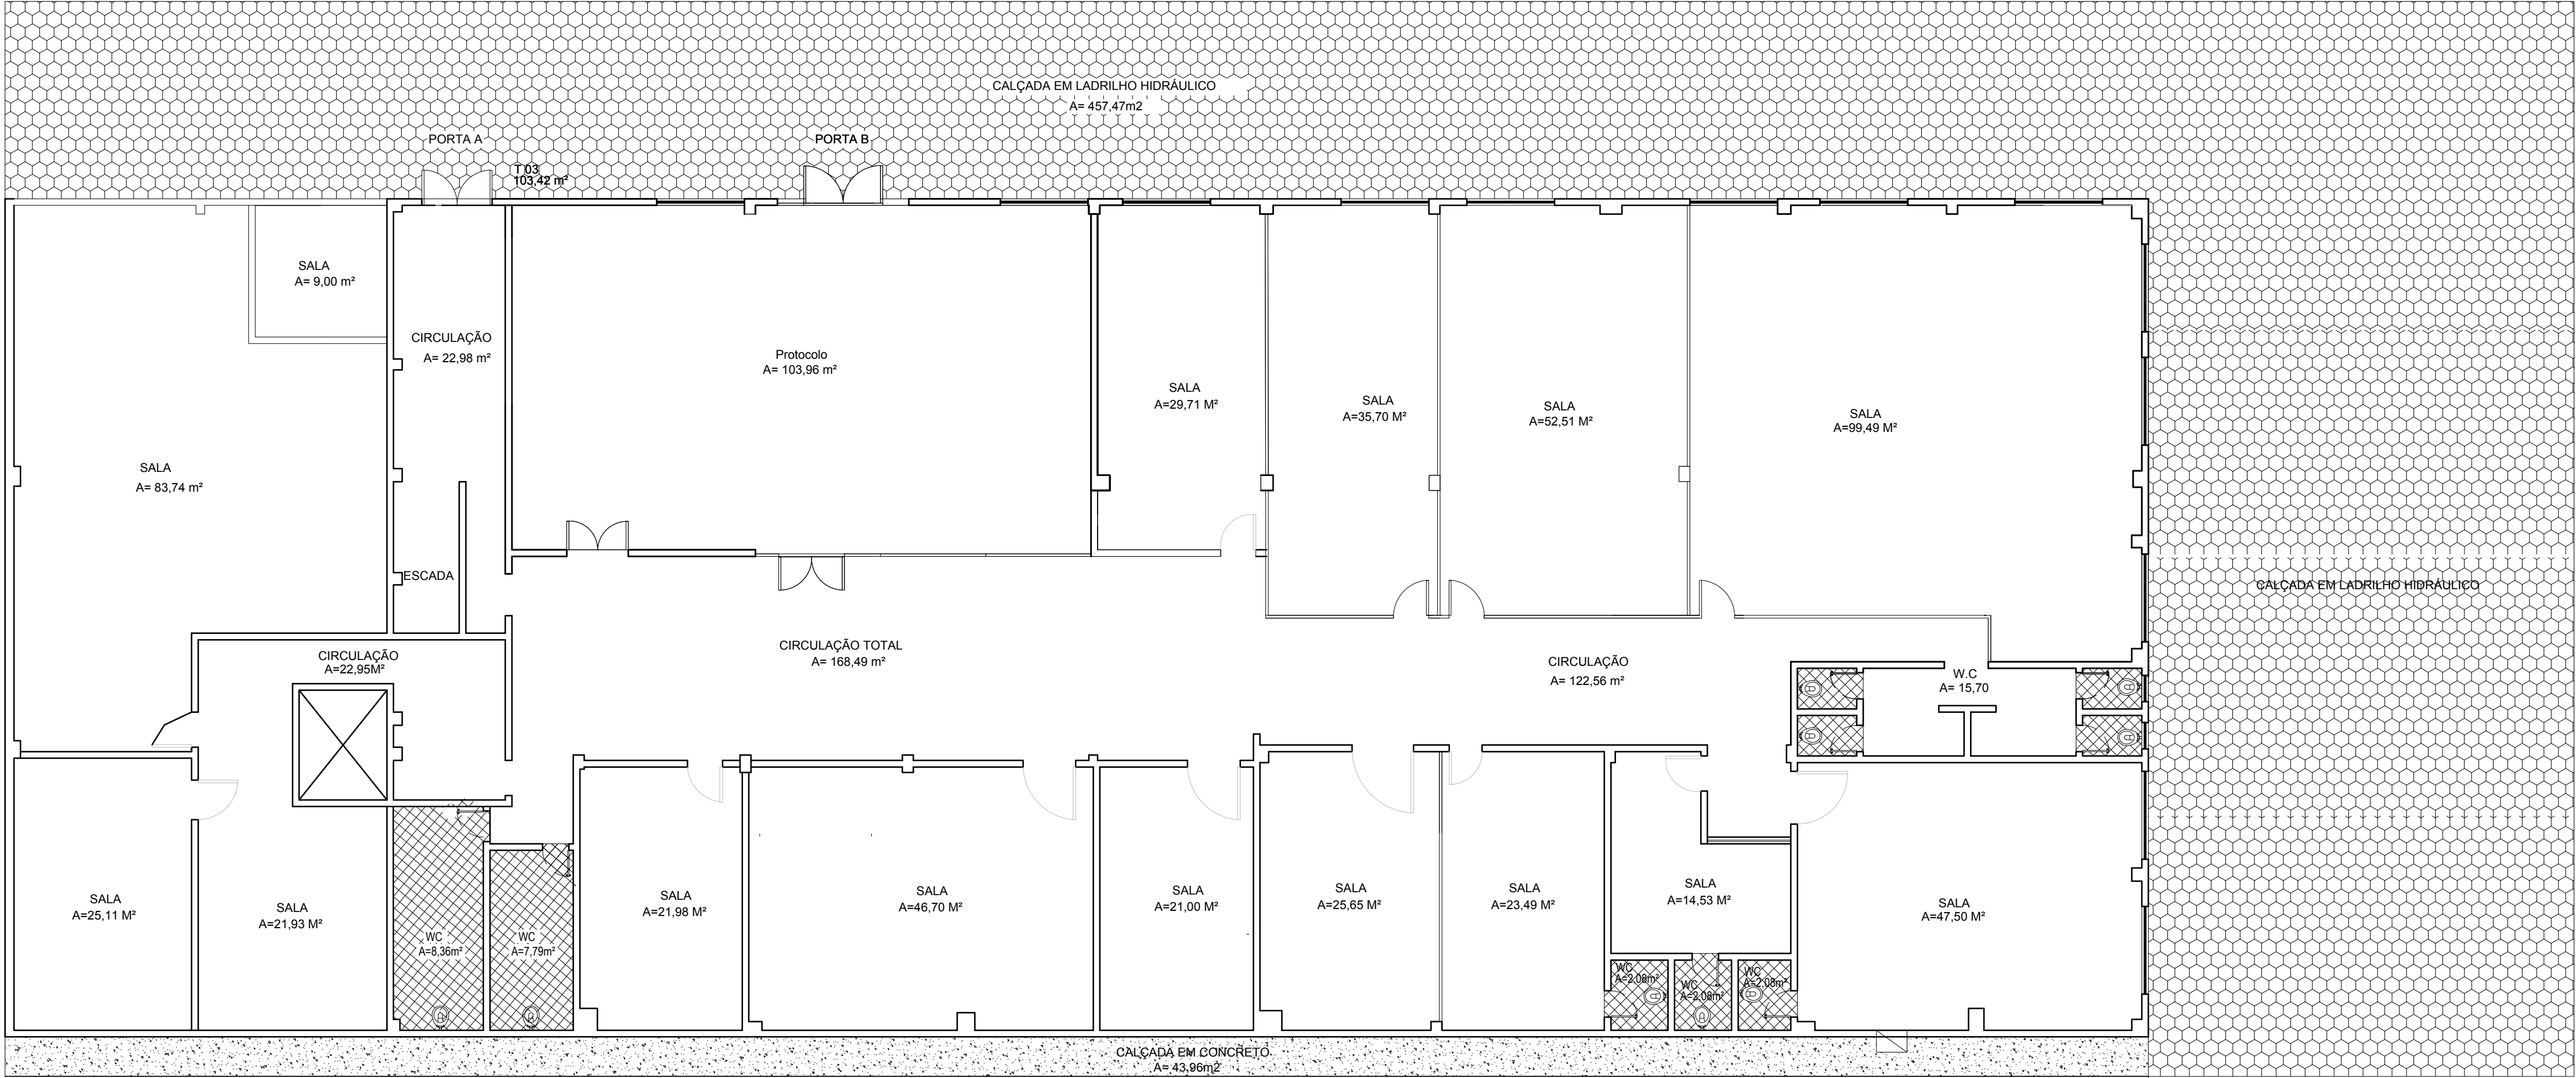 CALÇADA EM LADRILHO HIDRÁULICO
A= 457,47m2
PORTA A
PORTA B
T 03
103,42 m²
SALA
A= 9,00 m²
CIRCULAÇÃO
A= 22,98 m²
Protocolo
A= 103,96 m²
SALA
A=29,71 M²
SALA
A=35,70 M²
SALA
A=52,51 M²
SALA
A=99,49 M²
SALA
A= 83,74 m²
ESCADA
CALÇADA EM LADRILHO HIDRÁULICO
CIRCULAÇÃO
A=22,95M²
CIRCULAÇÃO TOTAL
A= 168,49 m²
CIRCULAÇÃO
A= 122,56 m²
W.C
A= 15,70
SALA
A=25,11 M²
SALA
A=21,93 M²
WC
A=8,36m²
WC
A=7,79m²
SALA
A=21,98 M²
SALA
A=46,70 M²
SALA
A=21,00 M²
SALA
A=25,65 M²
SALA
A=23,49 M²
SALA
A=14,53 M²
SALA
A=47,50 M²
WC
A=2,08m²
WC
A=2,08m²
WC
A=2,08m²
CALÇADA EM CONCRETO
A= 43,96m2